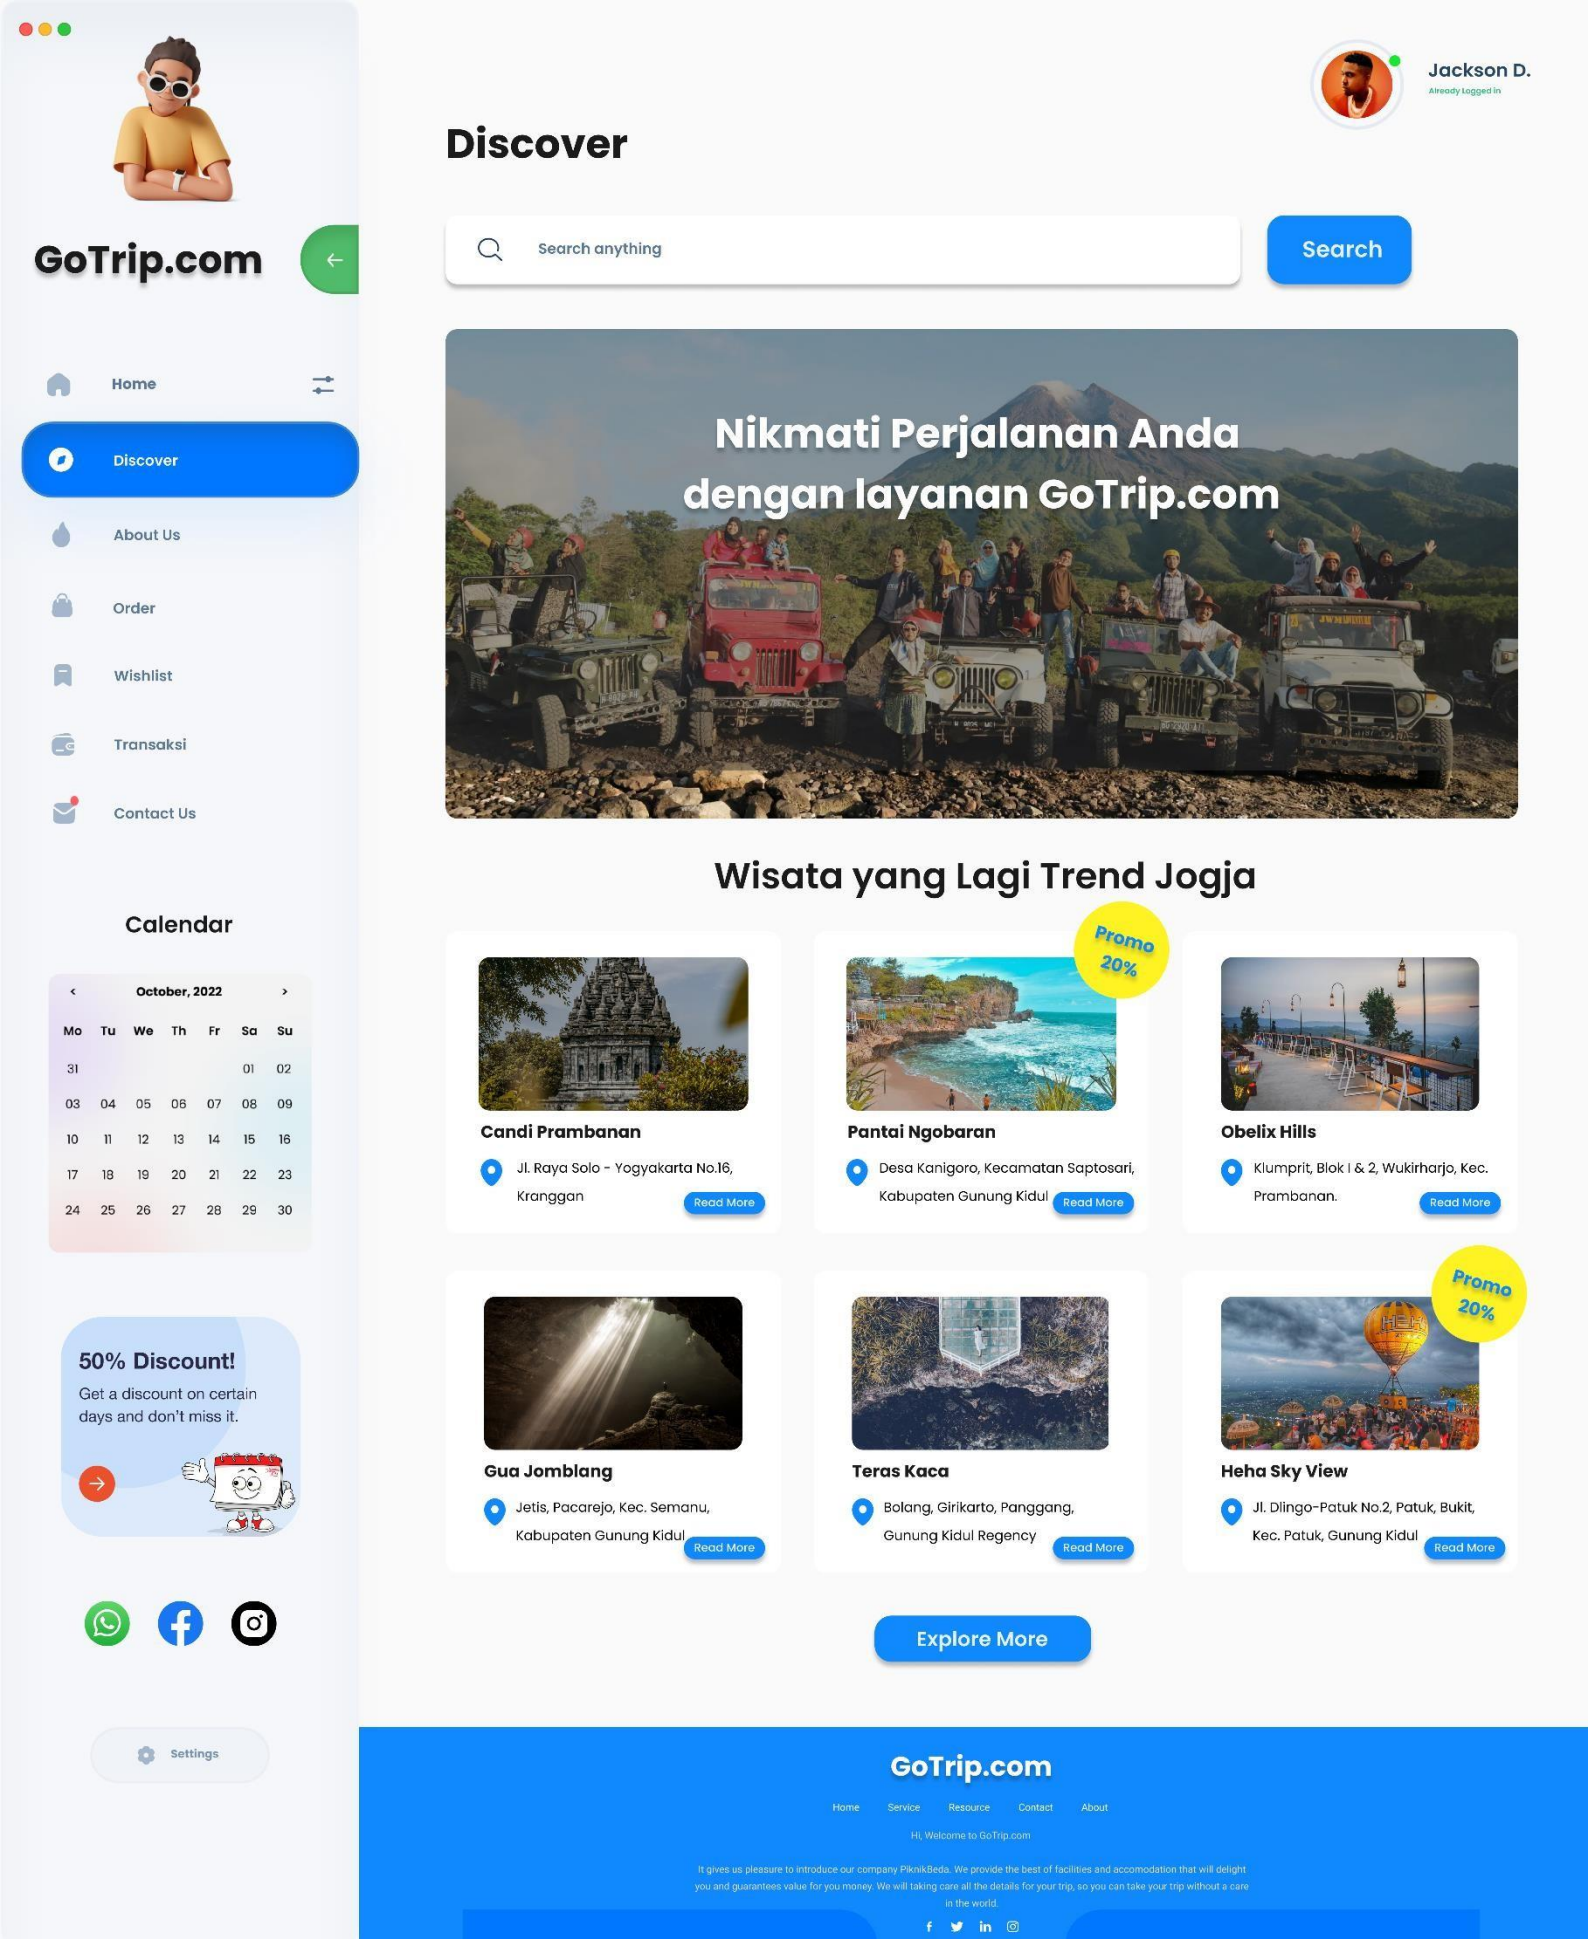 GoTrip.com
Home
Discover
About Us
Order
Wishlist
Transaksi
Contact Us
Calendar
< October, 2022 >
Mo Tu We Th Fr Sa Su
31 01 02
03 04 05 06 07 08 09
10 11 12 13 14 15 16
17 18 19 20 21 22 23
24 25 26 27 28 29 30
50% Discount!
Get a discount on certain
days and don't miss it.
Settings
Jackson D.
Already Logged in
Discover
Search anything
Search
Nikmati Perjalanan Anda
dengan layanan GoTrip.com
Wisata yang Lagi Trend Jogja
Candi Prambanan
Jl. Raya Solo - Yogyakarta No.16,
Kranggan
Read More
Promo
20%
Pantai Ngobaran
Desa Kanigoro, Kecamatan Saptosari,
Kabupaten Gunung Kidul
Read More
Obelix Hills
Klumprit, Blok I & 2, Wukirharjo, Kec.
Prambanan.
Read More
Gua Jomblang
Jetis, Pacarejo, Kec. Semanu,
Kabupaten Gunung Kidul
Read More
Teras Kaca
Bolang, Girikarto, Panggang,
Gunung Kidul Regency
Read More
Promo
20%
HEHA
Heha Sky View
Jl. Dlingo-Patuk No.2, Patuk, Bukit,
Kec. Patuk, Gunung Kidul
Read More
Explore More
GoTrip.com
Home Service Resource Contact About
Hi, Welcome to GoTrip.com
It gives us pleasure to introduce our company PiknikBeda. We provide the best of facilities and accomodation that will delight
you and guarantees value for you money. We will taking care all the details for your trip, so you can take your trip without a care
in the world.